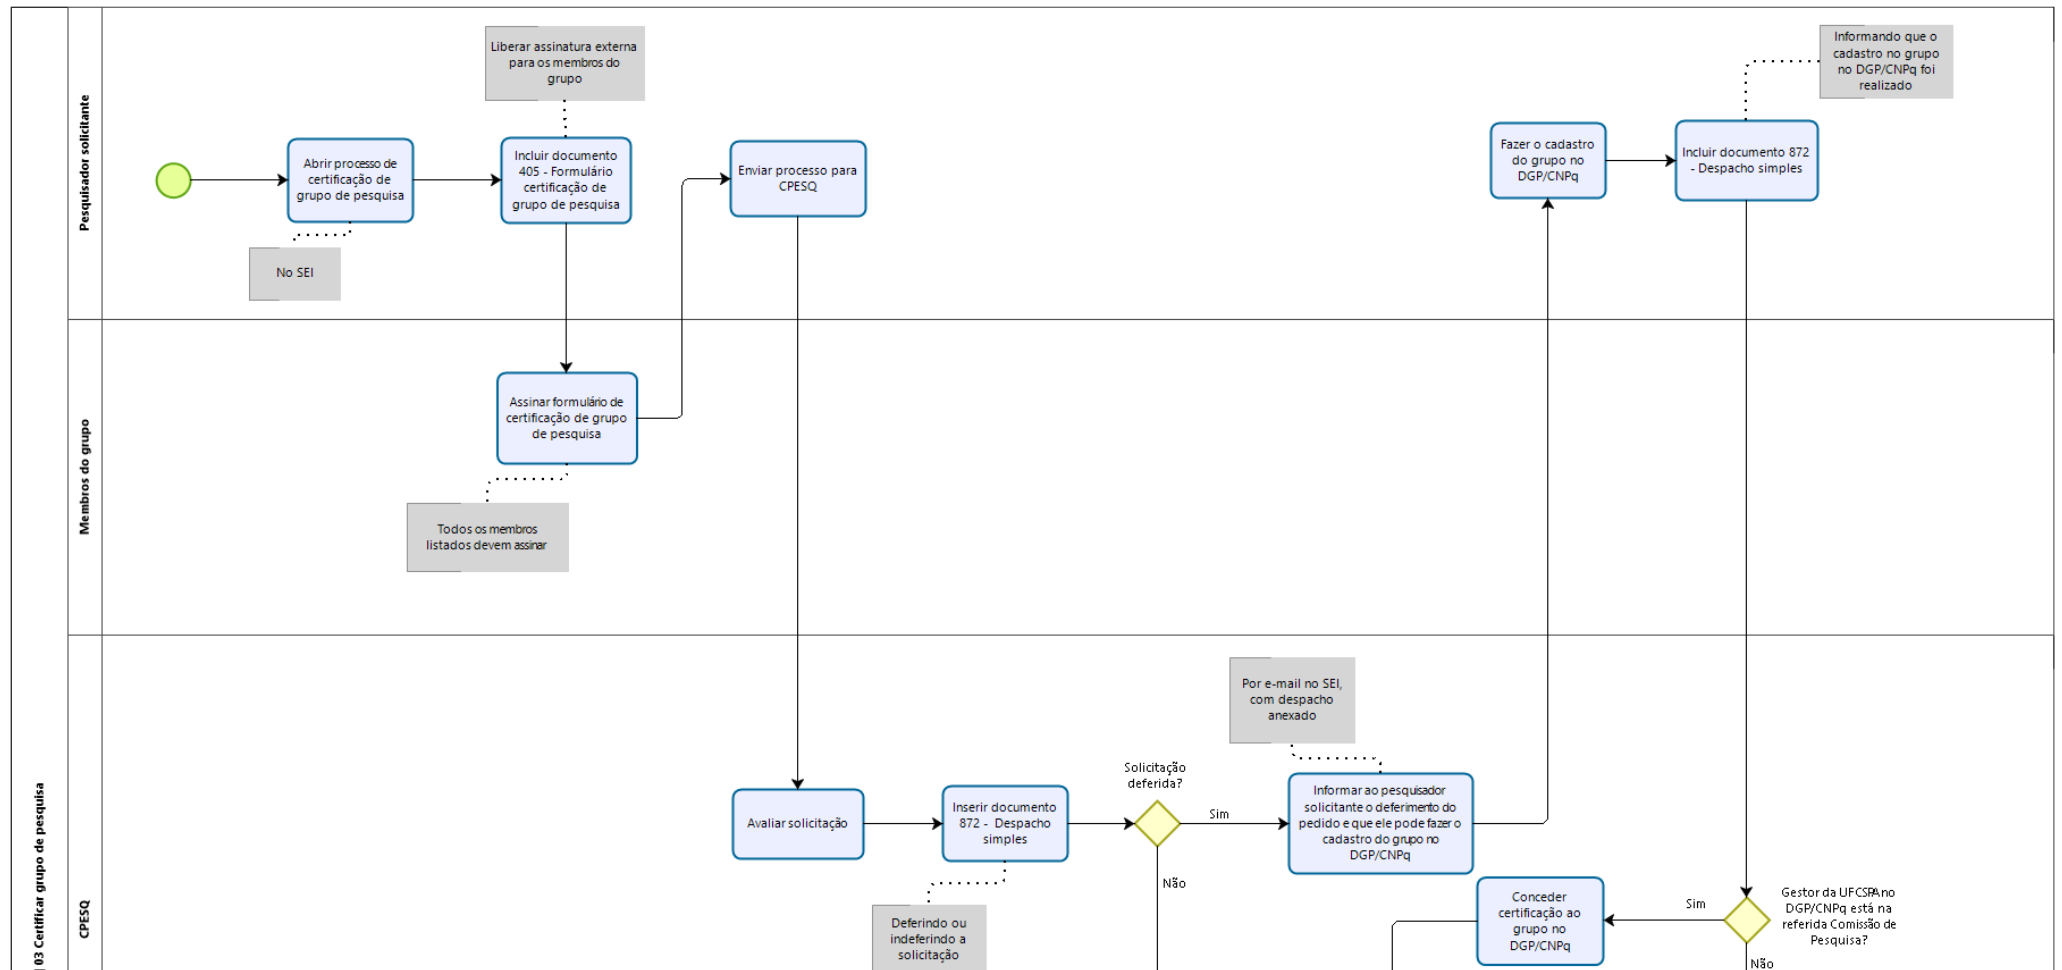 03 Certificar grupo de pesquisa
Pesquisador solicitante
Liberar assinatura externa
para os membros do
grupo
Abrir processo de
certificação de
grupo de pesquisa
No SEI
Incluir documento
405 - Formulário
certificação de
grupo de pesquisa
Enviar processo para
CPESQ
Fazer o cadastro
do grupo no
DGP/CNPq
Incluir documento 872
- Despacho simples
Informando que o
cadastro no grupo
no DGP/CNPq foi
realizado
Membros do grupo
Assinar formulário de
certificação de grupo
de pesquisa
Todos os membros
listados devem assinar
CPESQ
Avaliar solicitação
Inserir documento
872 - Despacho
simples
Deferindo ou
indeferindo a
solicitação
Solicitação
deferida?
Sim
Não
Por e-mail no SEI,
com despacho
anexado
Informar ao pesquisador
solicitante o deferimento do
pedido e que ele pode fazer o
cadastro do grupo no
DGP/CNPq
Conceder
certificação ao
grupo no
DGP/CNPq
Sim
Gestor da UFCSPA no
DGP/CNPq está na
referida Comissão de
Pesquisa?
Não